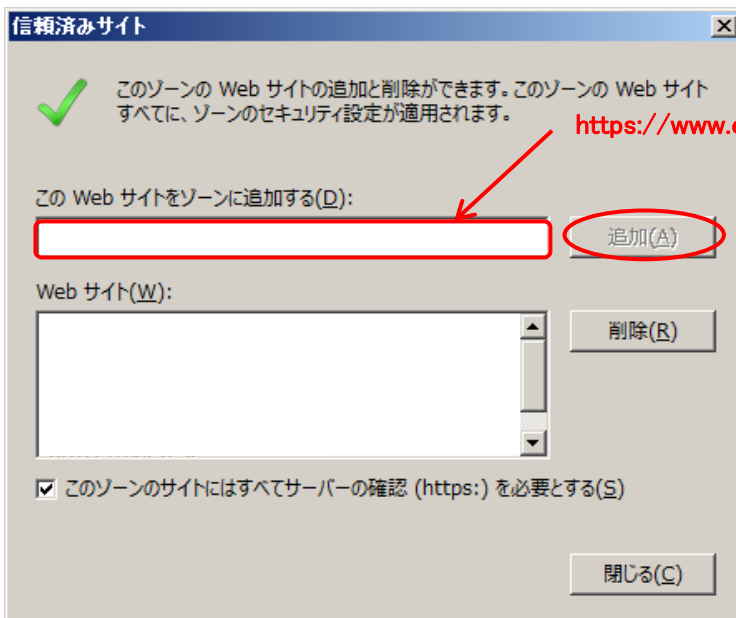 信頼済みサイト
このゾーンの Web サイトの追加と削除ができます。このゾーンの Web サイト
すべてに、ゾーンのセキュリティ設定が適用されます。
https://www.
この Web サイトをゾーンに追加する(D):
追加(A)
Web サイト(W):
削除(R)
このゾーンのサイトにはすべてサーバーの確認 (https:) を必要とする(S)
閉じる(C)